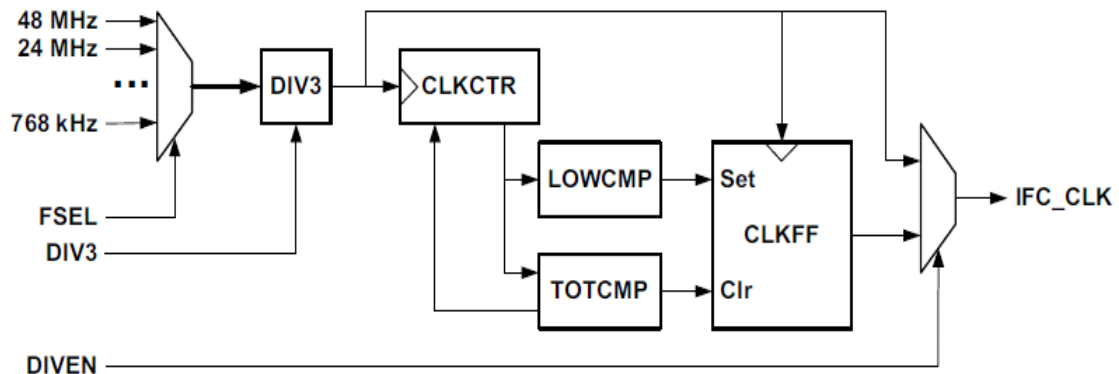 48 MHz
24 MHz
...
768 kHz
FSEL
DIV3
DIVEN
DIV3
CLKCTR
LOWCMP
TOTCMP
Set
CLKFF
Clr
IFC_CLK